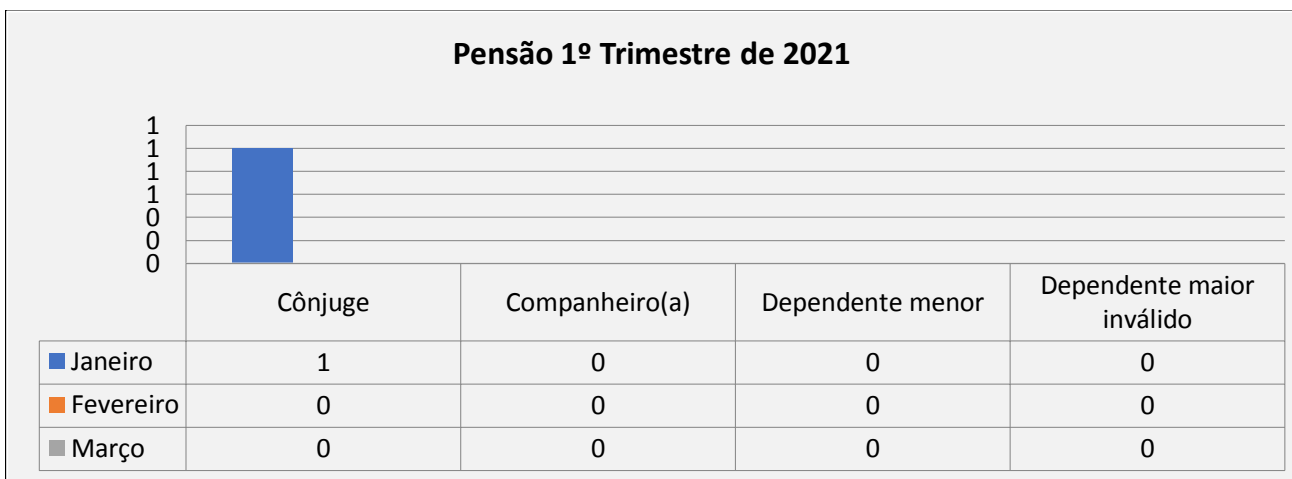 Pensão 1º Trimestre de 2021
1
1
1
1
0
0
0
Cônjuge Companheiro(a) Dependente menor Dependente maior inválido
Janeiro 1 0 0 0
Fevereiro 0 0 0 0
Março 0 0 0 0